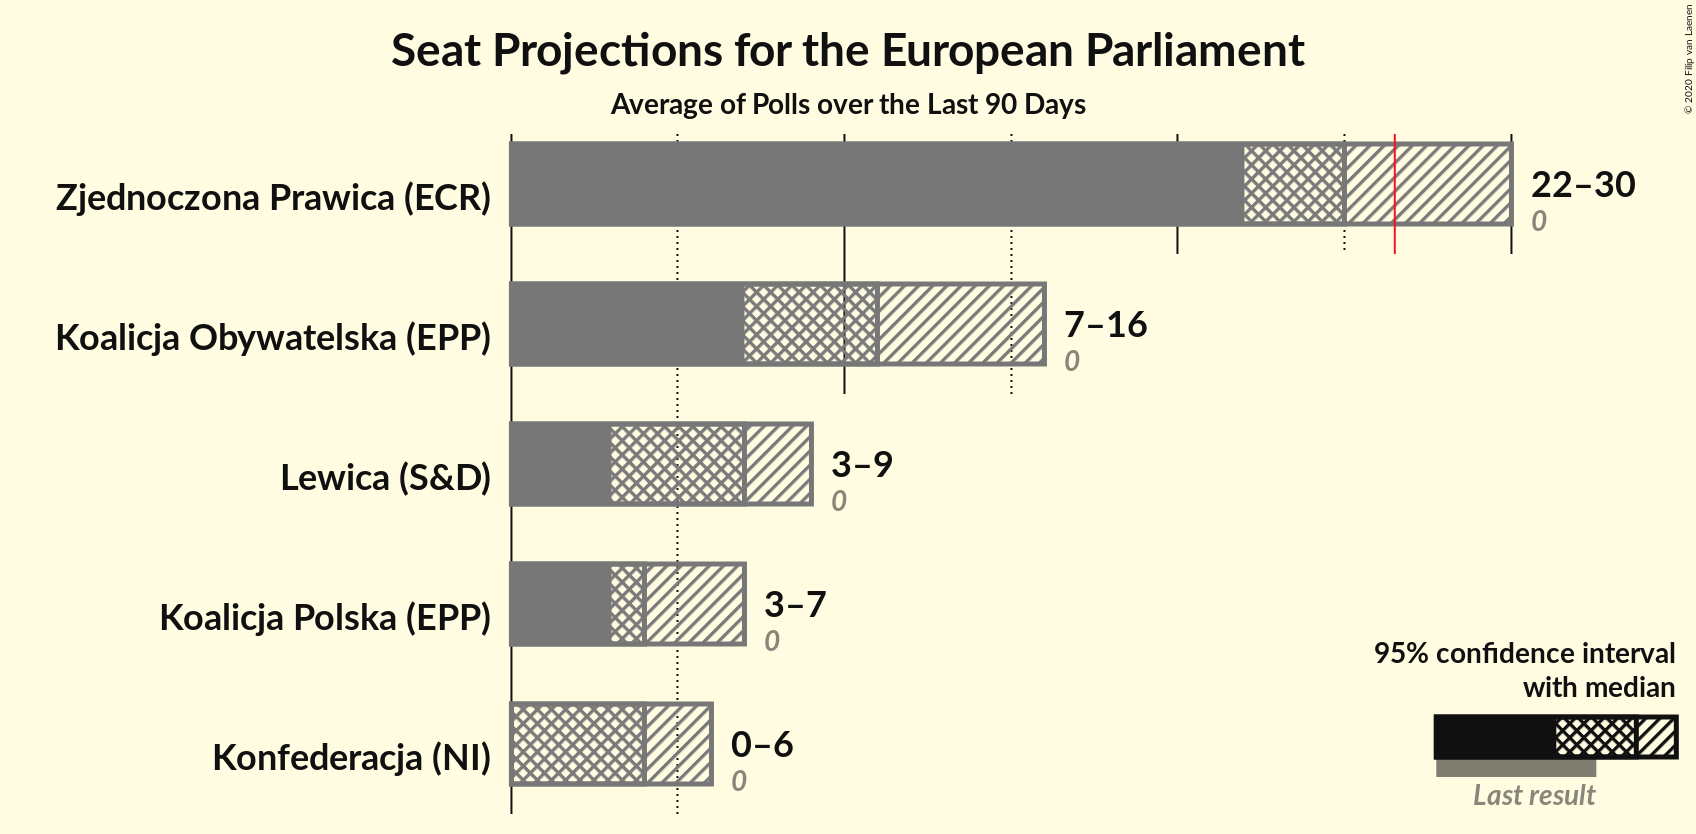 Seat Projections for the European Parliament
Average of Polls over the Last 90 Days
© 2020 Filip van Laenen
Zjednoczona Prawica (ECR)
22–30
0
Koalicja Obywatelska (EPP)
7–16
0
Lewica (S&D)
3–9
0
Koalicja Polska (EPP)
3–7
0
Konfederacja (NI)
0–6
0
95% confidence interval
with median
Last result